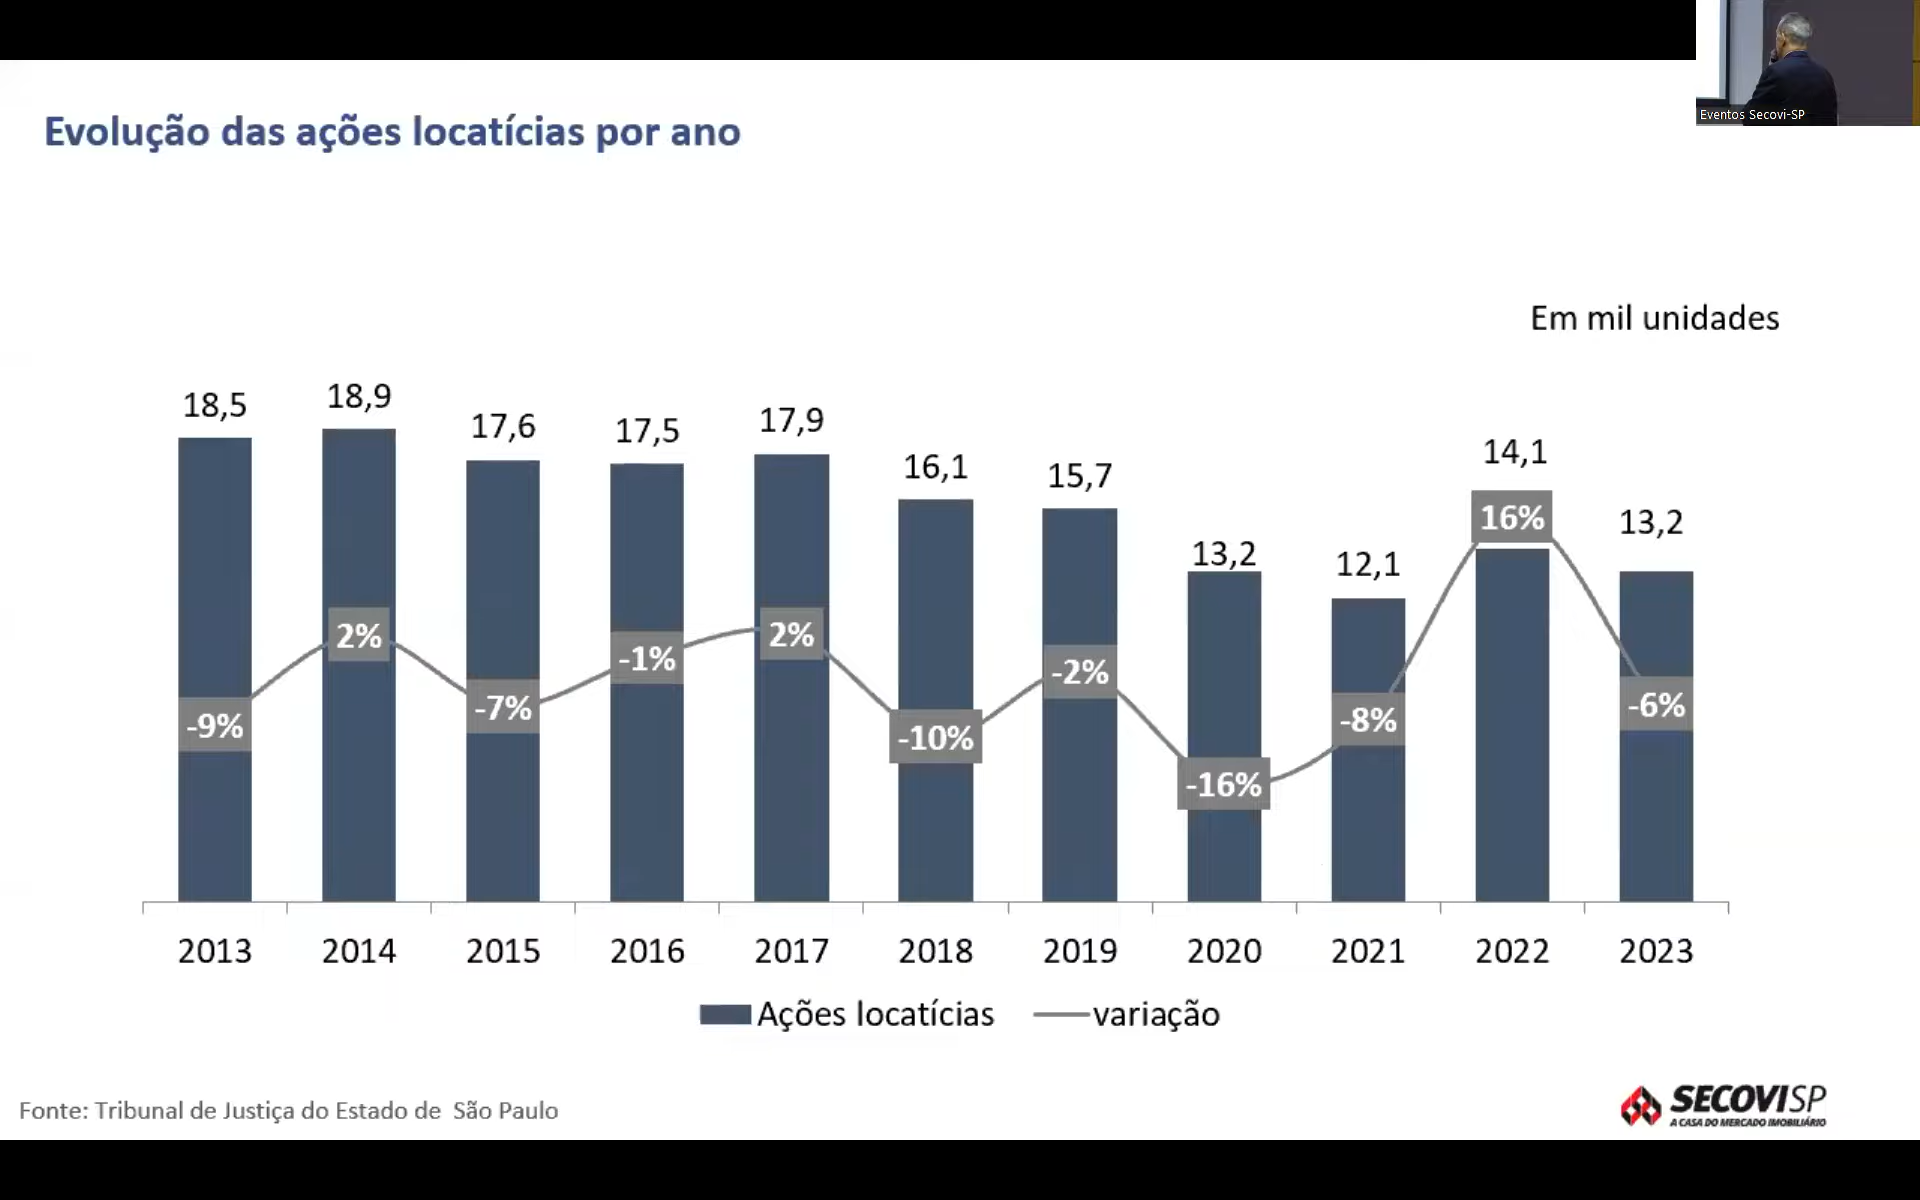 Eventos Secovi-SP
Evolução das ações locatícias por ano
Em mil unidades
18,5 18,9 17,6 17,5 17,9 16,1 15,7 13,2 12,1 14,1 13,2
-9% 2% -7% -1% 2% -10% -2% -16% -8% 16% -6%
2013 2014 2015 2016 2017 2018 2019 2020 2021 2022 2023
Ações locatícias variação
Fonte: Tribunal de Justiça do Estado de São Paulo
SECOVISP
A CASA DO MERCADO IMOBILIÁRIO